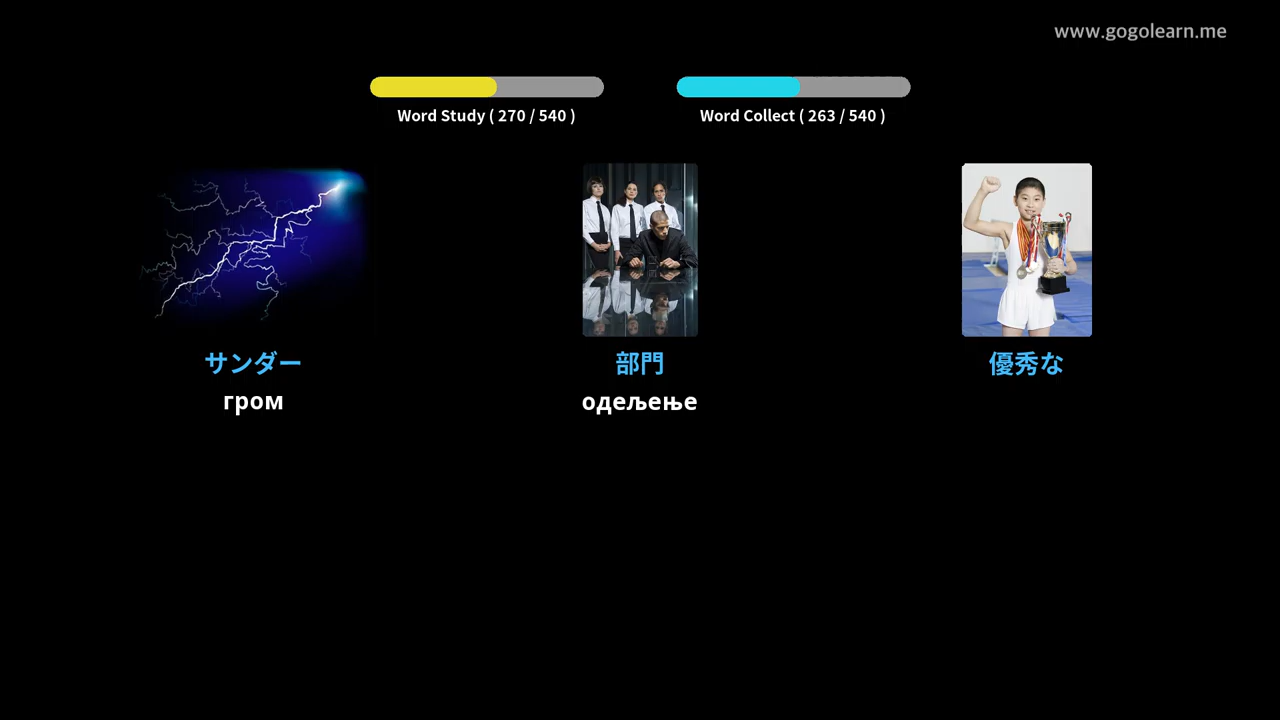 www.gogolearn.me
Word Study ( 270 / 540 )
Word Collect ( 263 / 540 )
サンダー
部門
優秀な
гром
одељење